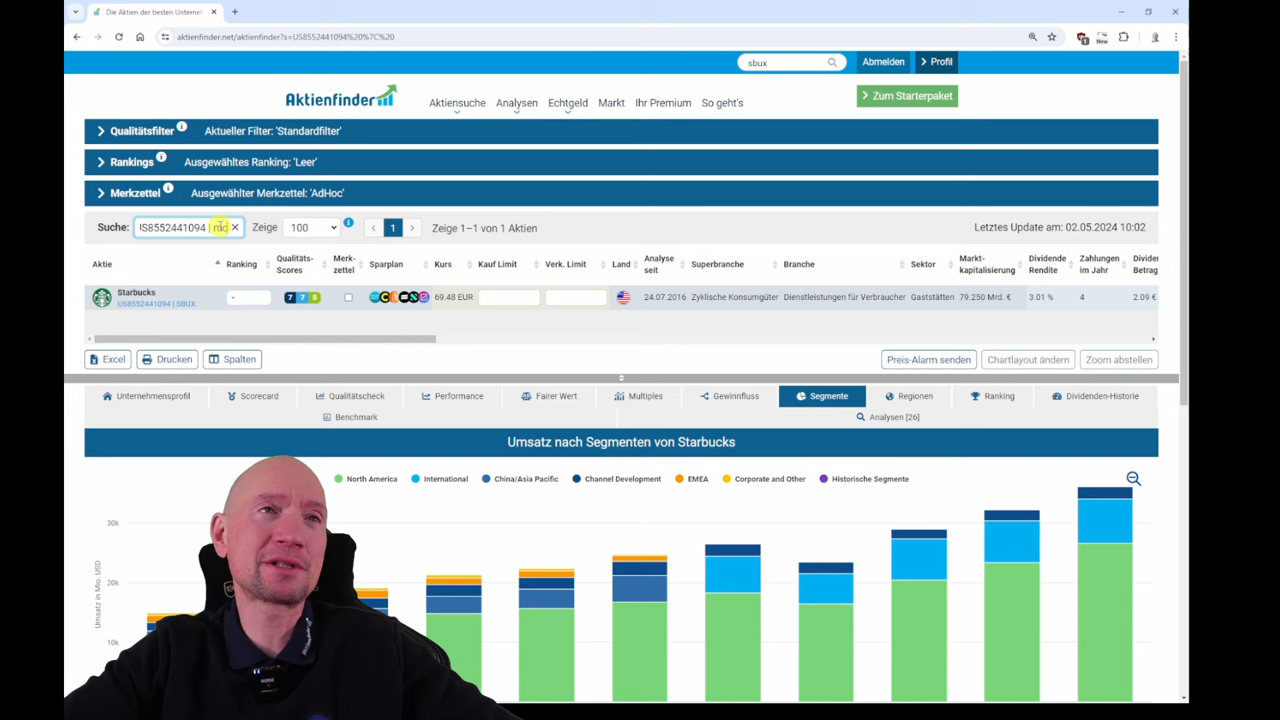 Die Aktien der besten Unterne
aktienfinder.net/aktienfinder?s=US8552441094%20%7C%20
sbux
Abmelden
Profil
Aktienfinder
Aktiensuche
Analysen
Echtgeld
Markt
Ihr Premium
So geht's
Zum Starterpaket
Qualitätsfilter
Aktueller Filter: 'Standardfilter'
Rankings
Ausgewähltes Ranking: 'Leer'
Merkzettel
Ausgewählter Merkzettel: 'AdHoc'
Suche:
Zeige
100
1
Zeige 1–1 von 1 Aktien
Letztes Update am: 02.05.2024 10:02
Aktie
Ranking
Qualitäts-
Scores
Merk-
zettel
Sparplan
Kurs
Kauf Limit
Verk. Limit
Land
Analyse
seit
Superbranche
Branche
Sektor
Markt-
kapitalisierung
Dividende
Rendite
Zahlungen
im Jahr
Divider
Betrag
Starbucks
US8552441094 | SBUX
-
7 7 5
69.48 EUR
24.07.2016
Zyklische Konsumgüter
Dienstleistungen für Verbraucher
Gaststätten
79.250 Mrd. €
3.01 %
4
2.09 €
Excel
Drucken
Spalten
Preis-Alarm senden
Chartlayout ändern
Zoom abstellen
Unternehmensprofil
Scorecard
Qualitätscheck
Performance
Fairer Wert
Multiples
Gewinnfluss
Segmente
Regionen
Ranking
Dividenden-Historie
Benchmark
Analysen [26]
Umsatz nach Segmenten von Starbucks
North America
International
China/Asia Pacific
Channel Development
EMEA
Corporate and Other
Historische Segmente
Umsatz in Mio. USD
30k
20k
10k